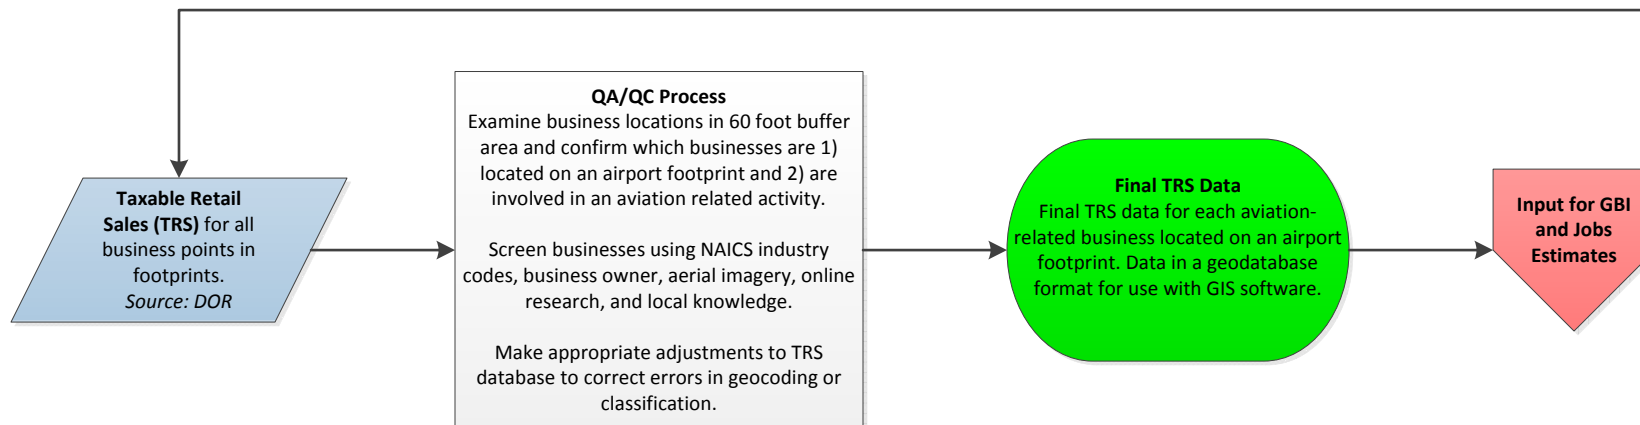 Taxable Retail
Sales (TRS) for all
business points in
footprints.
Source: DOR
QA/QC Process
Examine business locations in 60 foot buffer
area and confirm which businesses are 1)
located on an airport footprint and 2) are
involved in an aviation related activity.
Screen businesses using NAICS industry
codes, business owner, aerial imagery, online
research, and local knowledge.
Make appropriate adjustments to TRS
database to correct errors in geocoding or
classification.
Final TRS Data
Final TRS data for each aviation-
related business located on an airport
footprint. Data in a geodatabase
format for use with GIS software.
Input for GBI
and Jobs
Estimates